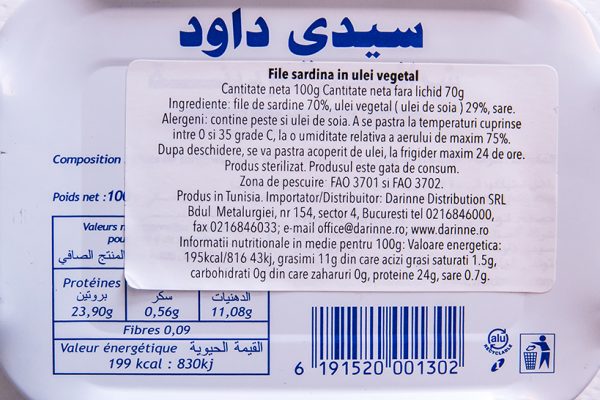 سيدي داود
File sardina in ulei vegetal
Cantitate neta 100g Cantitate neta fara lichid 70g
Ingrediente: file de sardine 70%, ulei vegetal ( ulei de soia ) 29%, sare.
Alergeni: contine peste si ulei de soia. A se pastra la temperaturi cuprinse
intre 0 si 35 grade C, la o umiditate relativa a aerului de maxim 75%.
Dupa deschidere, se va pastra acoperit de ulei, la frigider maxim 24 de ore.
Produs sterilizat. Produsul este gata de consum.
Zona de pescuire FAO 3701 si FAO 3702.
Produs in Tunisia. Importator/Distribuitor: Darinne Distribution SRL
Bdul Metalurgiei, nr 154, sector 4, Bucuresti tel 0216846000,
fax 0216846033; e-mail office@darinne.ro; www.darinne.ro
Informatii nutritionale in medie pentru 100g: Valoare energetica:
195kcal/816 43kj, grasimi 11g din care acizi grasi saturati 1.5g,
carbohidrati 0g din care zaharuri 0g, proteine 24g, sare 0.7g.
Composition
Poids net : 100
Valeurs
المنتج الصافي
Protéines
بروتين سكر الدهنيات
23,90g 0,56g 11,08g
Fibres 0,09
Valeur énergétique القيمة الحيوية
199 kcal : 830kj
6 191520 001302
alu
RECYCLABLE